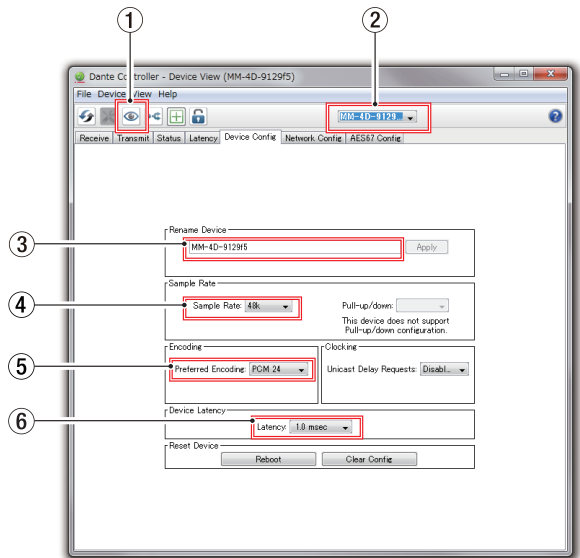 1 2
Dante Controller - Device View (MM-4D-9129f5)
File Device View Help
MM-4D-9129...
Receive Transmit Status Latency Device Config Network Config AES67 Config
Rename Device
3 MM-4D-9129f5 Apply
Sample Rate
4 Sample Rate: 48k Pull-up/down:
This device does not support
Pull-up/down configuration.
Encoding Clocking
5 Preferred Encoding: PCM 24 Unicast Delay Requests: Disabl...
Device Latency
6 Latency: 1.0 msec
Reset Device
Reboot Clear Config